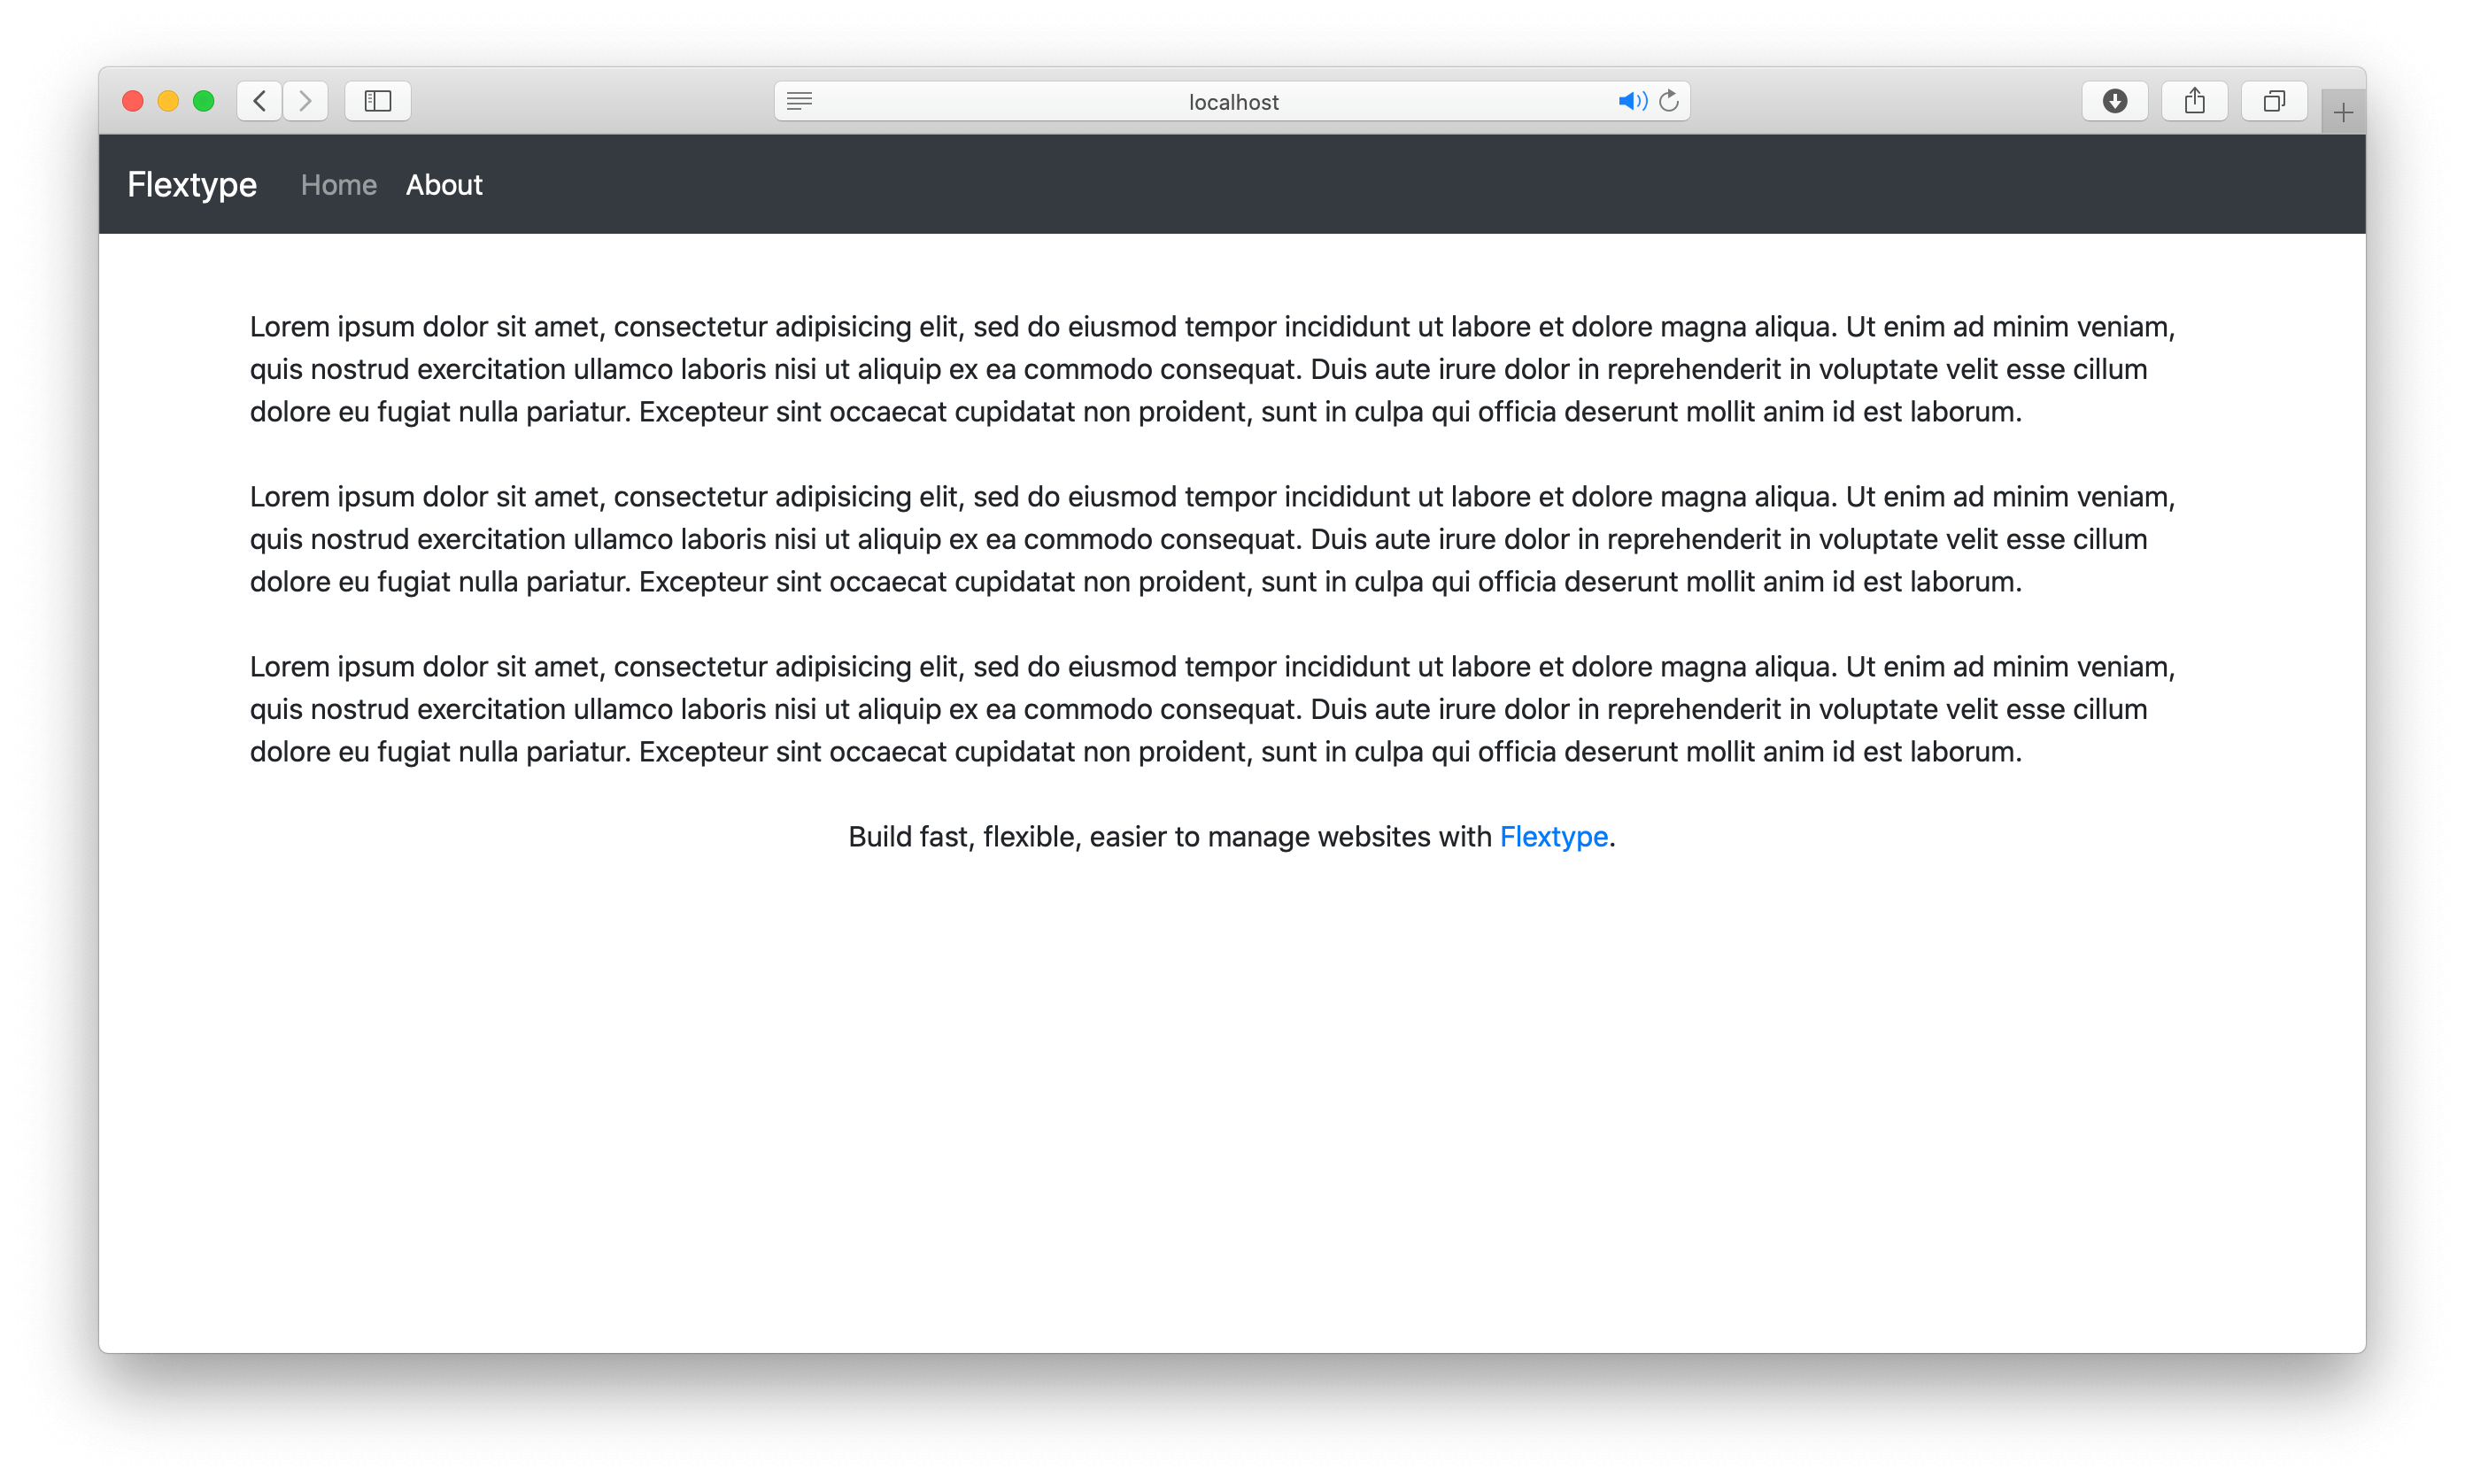 localhost
Flextype Home About
Lorem ipsum dolor sit amet, consectetur adipisicing elit, sed do eiusmod tempor incididunt ut labore et dolore magna aliqua. Ut enim ad minim veniam,
quis nostrud exercitation ullamco laboris nisi ut aliquip ex ea commodo consequat. Duis aute irure dolor in reprehenderit in voluptate velit esse cillum
dolore eu fugiat nulla pariatur. Excepteur sint occaecat cupidatat non proident, sunt in culpa qui officia deserunt mollit anim id est laborum.
Lorem ipsum dolor sit amet, consectetur adipisicing elit, sed do eiusmod tempor incididunt ut labore et dolore magna aliqua. Ut enim ad minim veniam,
quis nostrud exercitation ullamco laboris nisi ut aliquip ex ea commodo consequat. Duis aute irure dolor in reprehenderit in voluptate velit esse cillum
dolore eu fugiat nulla pariatur. Excepteur sint occaecat cupidatat non proident, sunt in culpa qui officia deserunt mollit anim id est laborum.
Lorem ipsum dolor sit amet, consectetur adipisicing elit, sed do eiusmod tempor incididunt ut labore et dolore magna aliqua. Ut enim ad minim veniam,
quis nostrud exercitation ullamco laboris nisi ut aliquip ex ea commodo consequat. Duis aute irure dolor in reprehenderit in voluptate velit esse cillum
dolore eu fugiat nulla pariatur. Excepteur sint occaecat cupidatat non proident, sunt in culpa qui officia deserunt mollit anim id est laborum.
Build fast, flexible, easier to manage websites with Flextype.